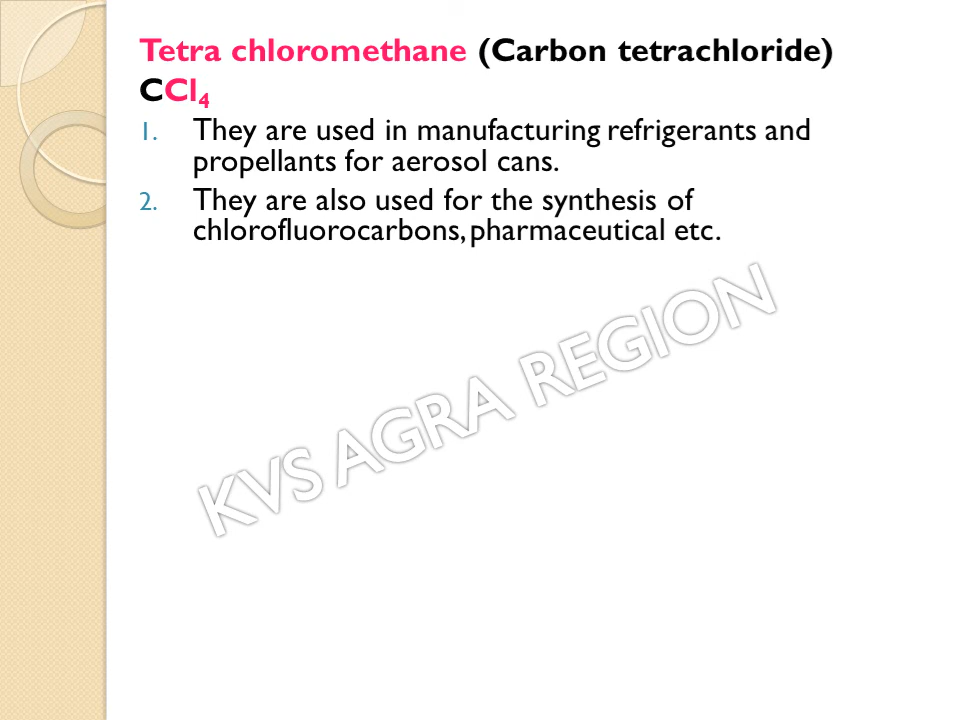 Tetra chloromethane (Carbon tetrachloride)
CCl₄
1. They are used in manufacturing refrigerants and
propellants for aerosol cans.
2. They are also used for the synthesis of
chlorofluorocarbons, pharmaceutical etc.
KVS AGRA REGION